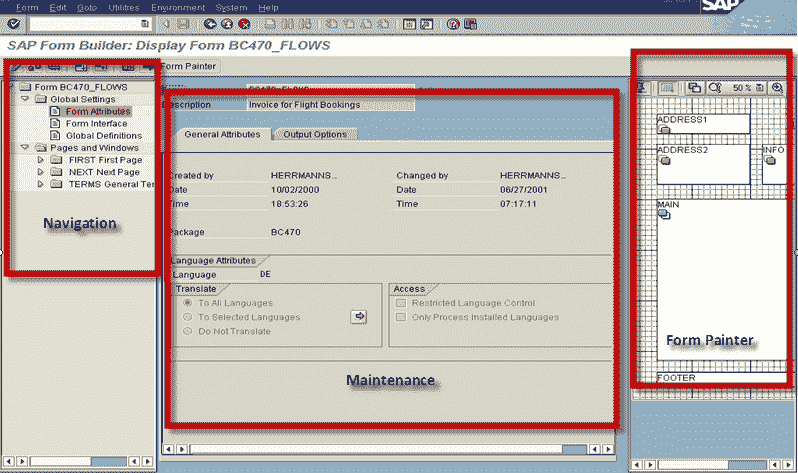 Form Edit Goto Utilities Environment System Help
SAP
SAP Form Builder: Display Form BC470_FLOWS
Form Painter
Form BC470_FLOWS
Global Settings
Form Attributes
Form Interface
Global Definitions
Pages and Windows
FIRST First Page
NEXT Next Page
TERMS General Ter
Navigation
BC470_FLOWS
Description Invoice for Flight Bookings
General Attributes Output Options
Created by HERRMANNS... Changed by HERRMANNS...
Date 10/02/2000 Date 06/27/2001
Time 18:53:26 Time 07:17:11
Package BC470
Language Attributes
Language DE
Translate Access
To All Languages Restricted Language Control
To Selected Languages Only Process Installed Languages
Do Not Translate
Maintenance
50 %
ADDRESS1
ADDRESS2 INFO
MAIN
Form Painter
FOOTER